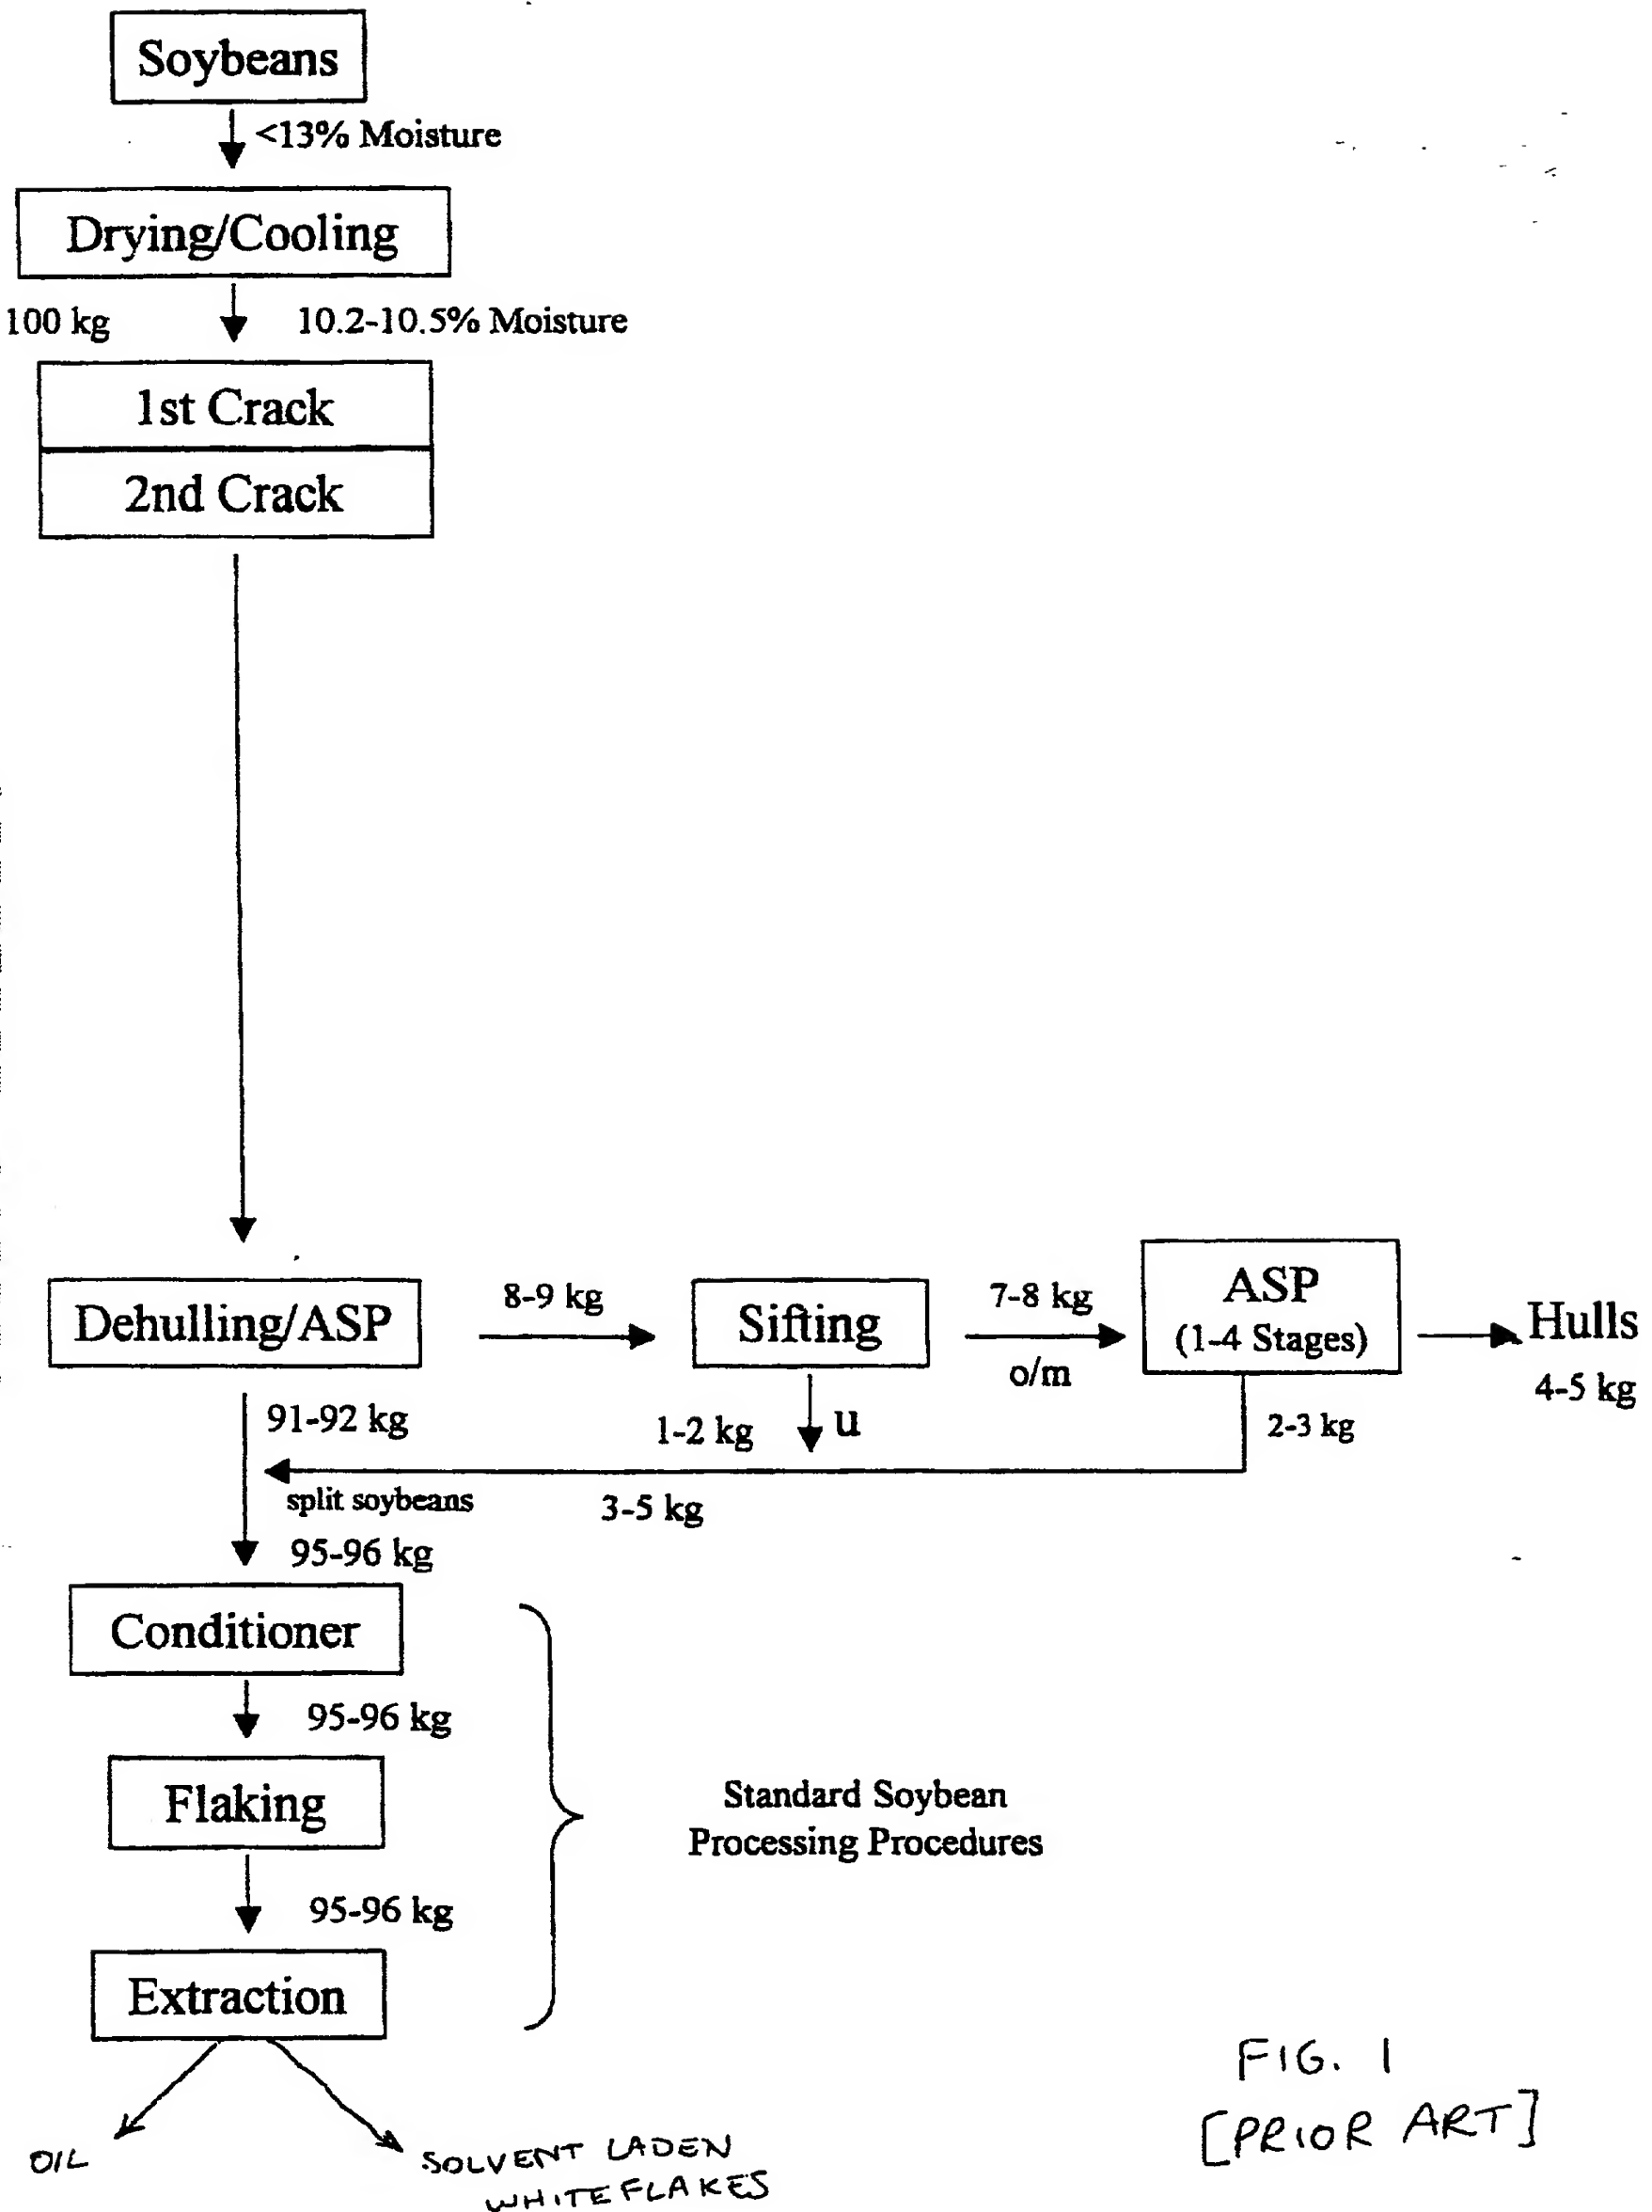 Soybeans
<13% Moisture
Drying/Cooling
100 kg
10.2-10.5% Moisture
1st Crack
2nd Crack
Dehulling/ASP
8-9 kg
Sifting
7-8 kg
o/m
ASP
(1-4 Stages)
Hulls
4-5 kg
91-92 kg
1-2 kg
u
2-3 kg
split soybeans
3-5 kg
95-96 kg
Conditioner
95-96 kg
Flaking
Standard Soybean
Processing Procedures
95-96 kg
Extraction
OIL
SOLVENT LADEN
WHITEFLAKES
FIG. 1
[PRIOR ART]